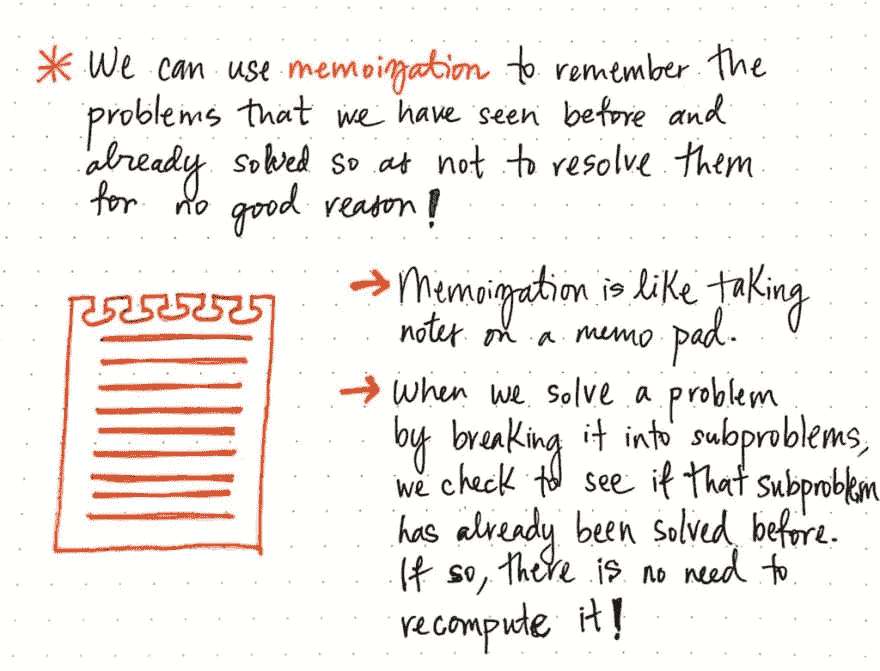 * We can use memoization to remember the
problems that we have seen before and
already solved so as not to resolve them
for no good reason!
→ Memoization is like taking
notes on a memo pad.
→ When we solve a problem
by breaking it into subproblems,
we check to see if that subproblem
has already been solved before.
If so, there is no need to
recompute it!